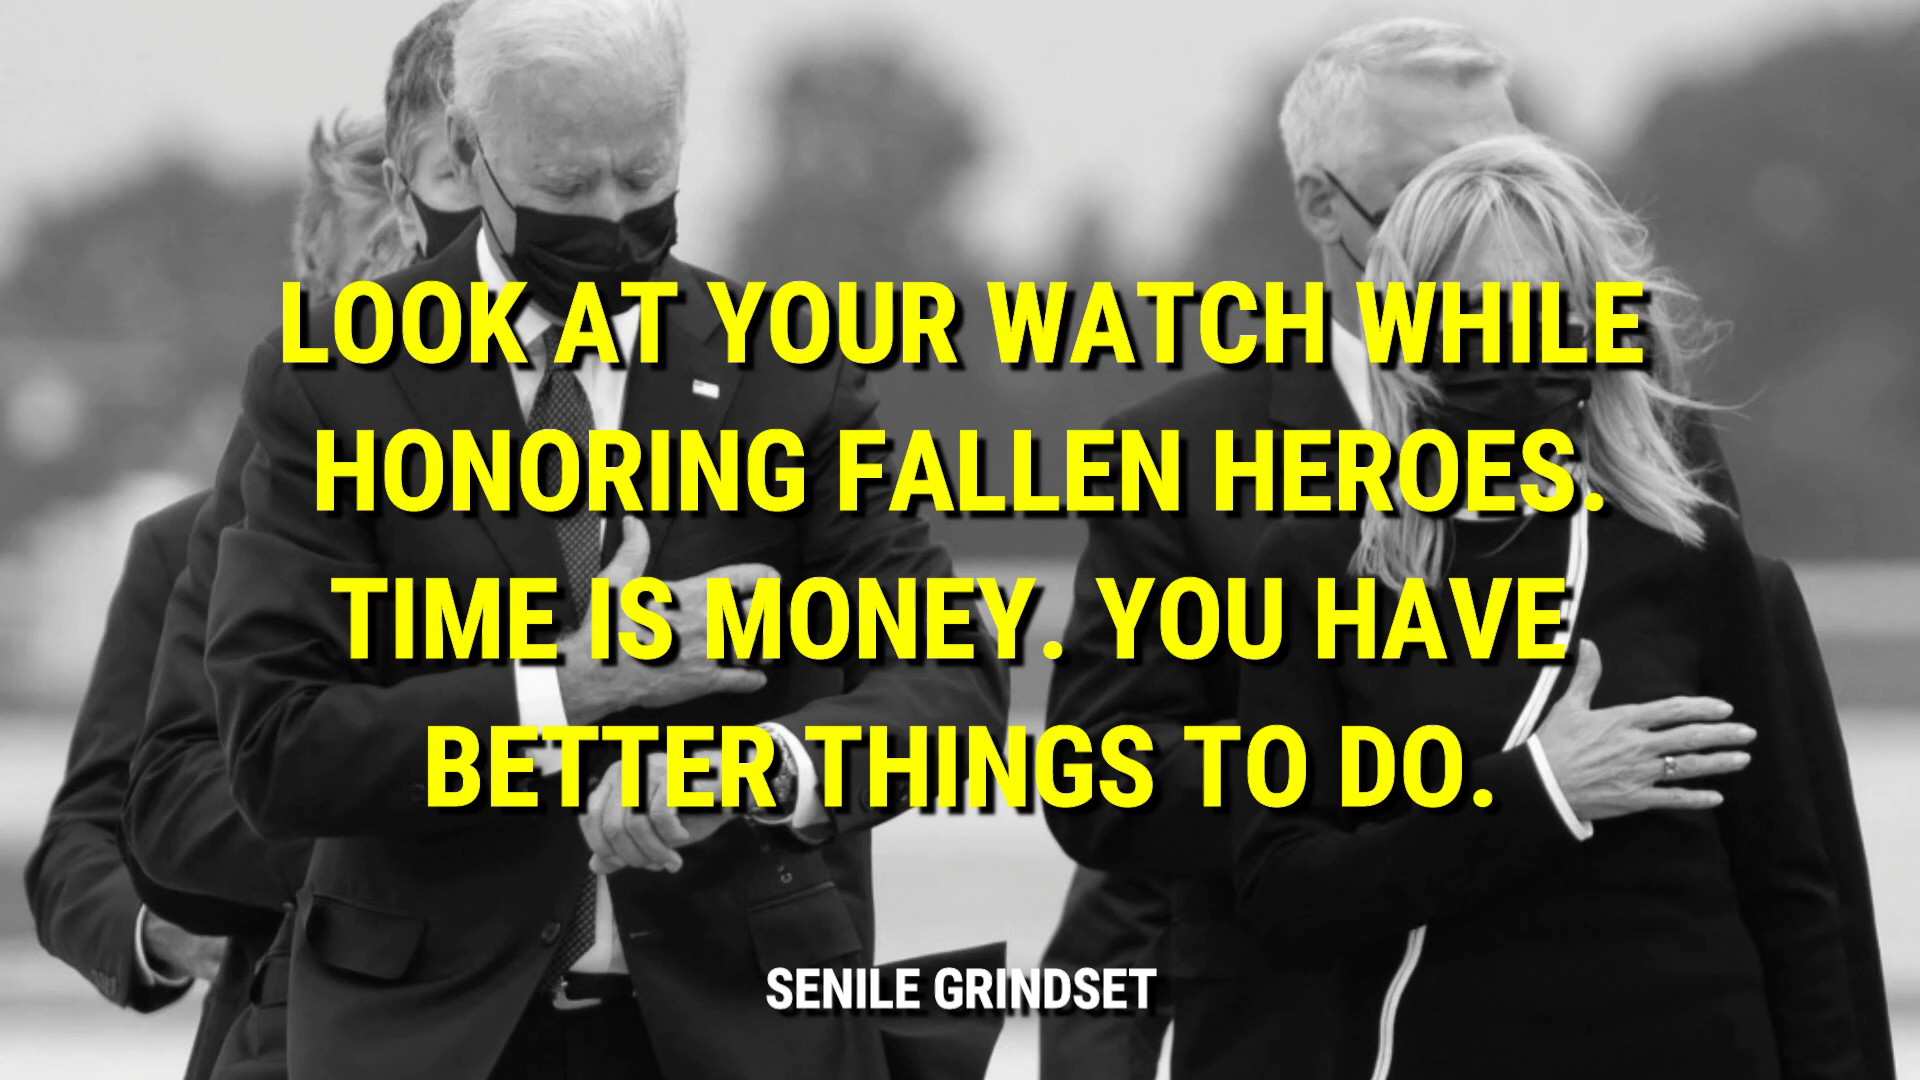 LOOK AT YOUR WATCH WHILE
HONORING FALLEN HEROES.
TIME IS MONEY. YOU HAVE
BETTER THINGS TO DO.
SENILE GRINDSET